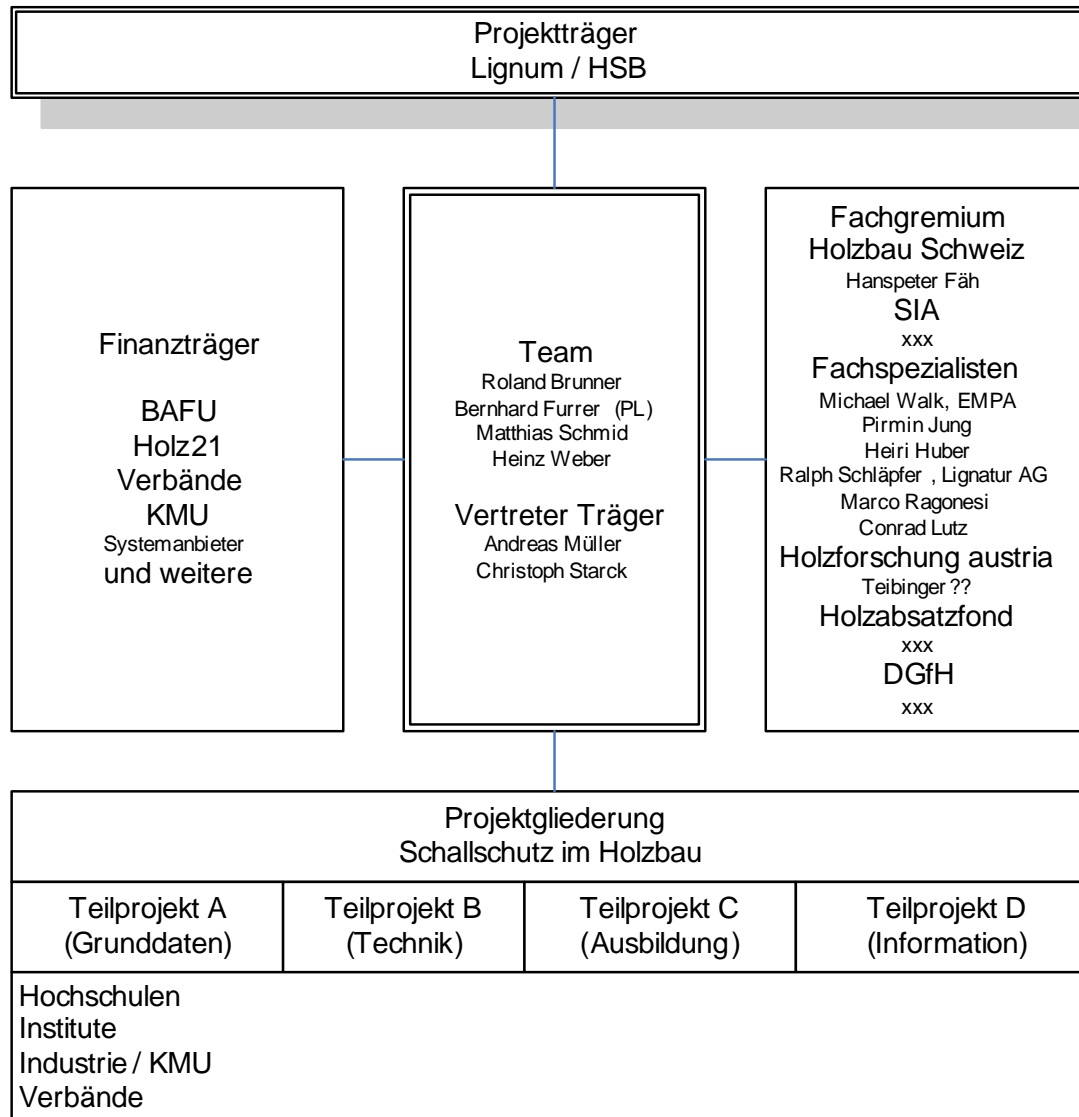 Projektträger
Lignum / HSB
Finanzträger
BAFU
Holz21
Verbände
KMU
Systemanbieter
und weitere
Team
Roland Brunner
Bernhard Furrer (PL)
Matthias Schmid
Heinz Weber
Vertreter Träger
Andreas Müller
Christoph Starck
Fachgremium
Holzbau Schweiz
Hanspeter Fäh
SIA
xxx
Fachspezialisten
Michael Walk, EMPA
Pirmin Jung
Heiri Huber
Ralph Schläpfer , Lignatur AG
Marco Ragonesi
Conrad Lutz
Holzforschung austria
Teibinger ??
Holzabsatzfond
xxx
DGfH
xxx
Projektgliederung
Schallschutz im Holzbau
Teilprojekt A
(Grunddaten)
Teilprojekt B
(Technik)
Teilprojekt C
(Ausbildung)
Teilprojekt D
(Information)
Hochschulen
Institute
Industrie / KMU
Verbände